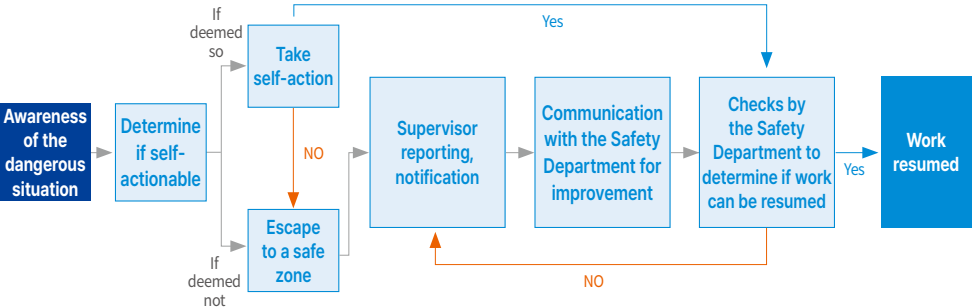 Awareness
of the
dangerous
situation
Determine
if self-
actionable
If
deemed
so
Take
self-action
NO
If
deemed
not
Escape
to a safe
zone
Supervisor
reporting,
notification
Communication
with the Safety
Department for
improvement
Yes
Checks by
the Safety
Department to
determine if work
can be resumed
NO
Yes
Work
resumed